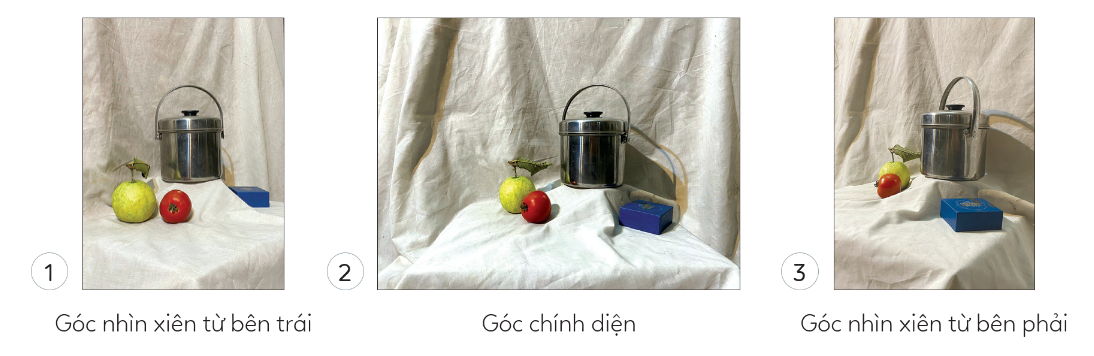 1
Góc nhìn xiên từ bên trái
2
Góc chính diện
3
Góc nhìn xiên từ bên phải